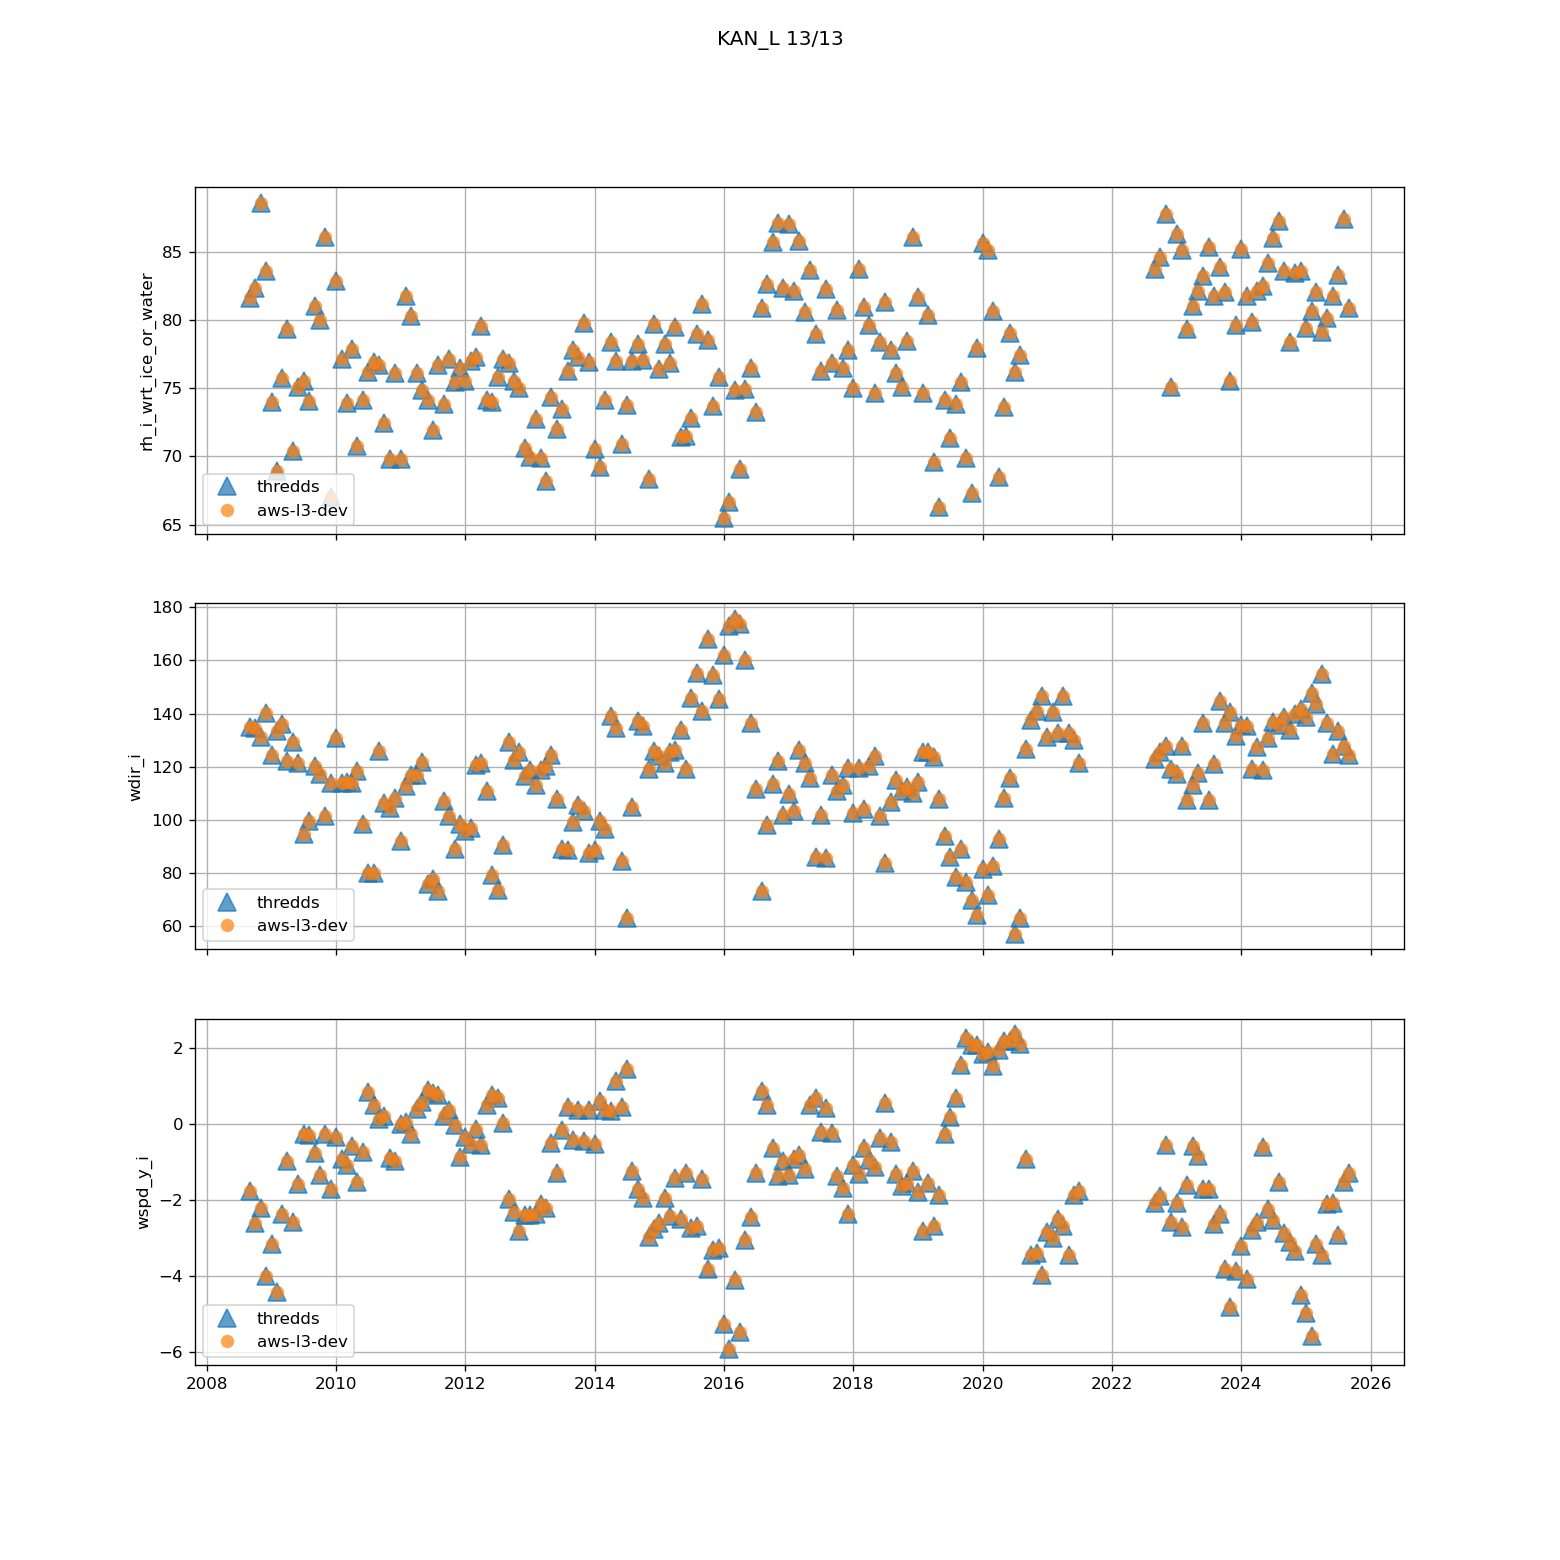 KAN_L 13/13
rh_i_wrt_ice_or_water
85
80
75
70
65
thredds
aws-l3-dev
wdir_i
180
160
140
120
100
80
60
thredds
aws-l3-dev
wspd_y_i
2
0
−2
−4
−6
thredds
aws-l3-dev
2008 2010 2012 2014 2016 2018 2020 2022 2024 2026